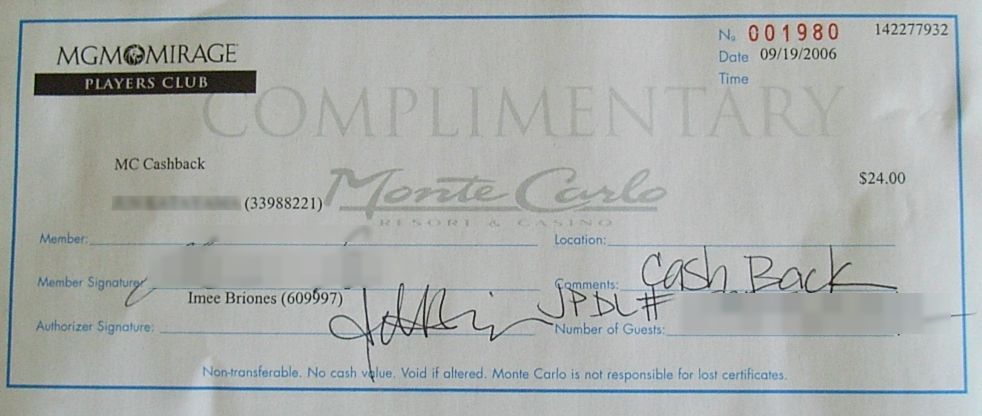 MGM MIRAGE
PLAYERS CLUB
No. 001980
142277932
Date 09/19/2006
Time
COMPLIMENTARY
MC Cashback
$24.00
(33988221)
Monte Carlo
RESORT & CASINO
Member:
Location:
Member Signature
Comments: Cash Back
Imee Briones (609997)
JPDL#
Authorizer Signature:
Number of Guests:
Non-transferable. No cash value. Void if altered. Monte Carlo is not responsible for lost certificates.